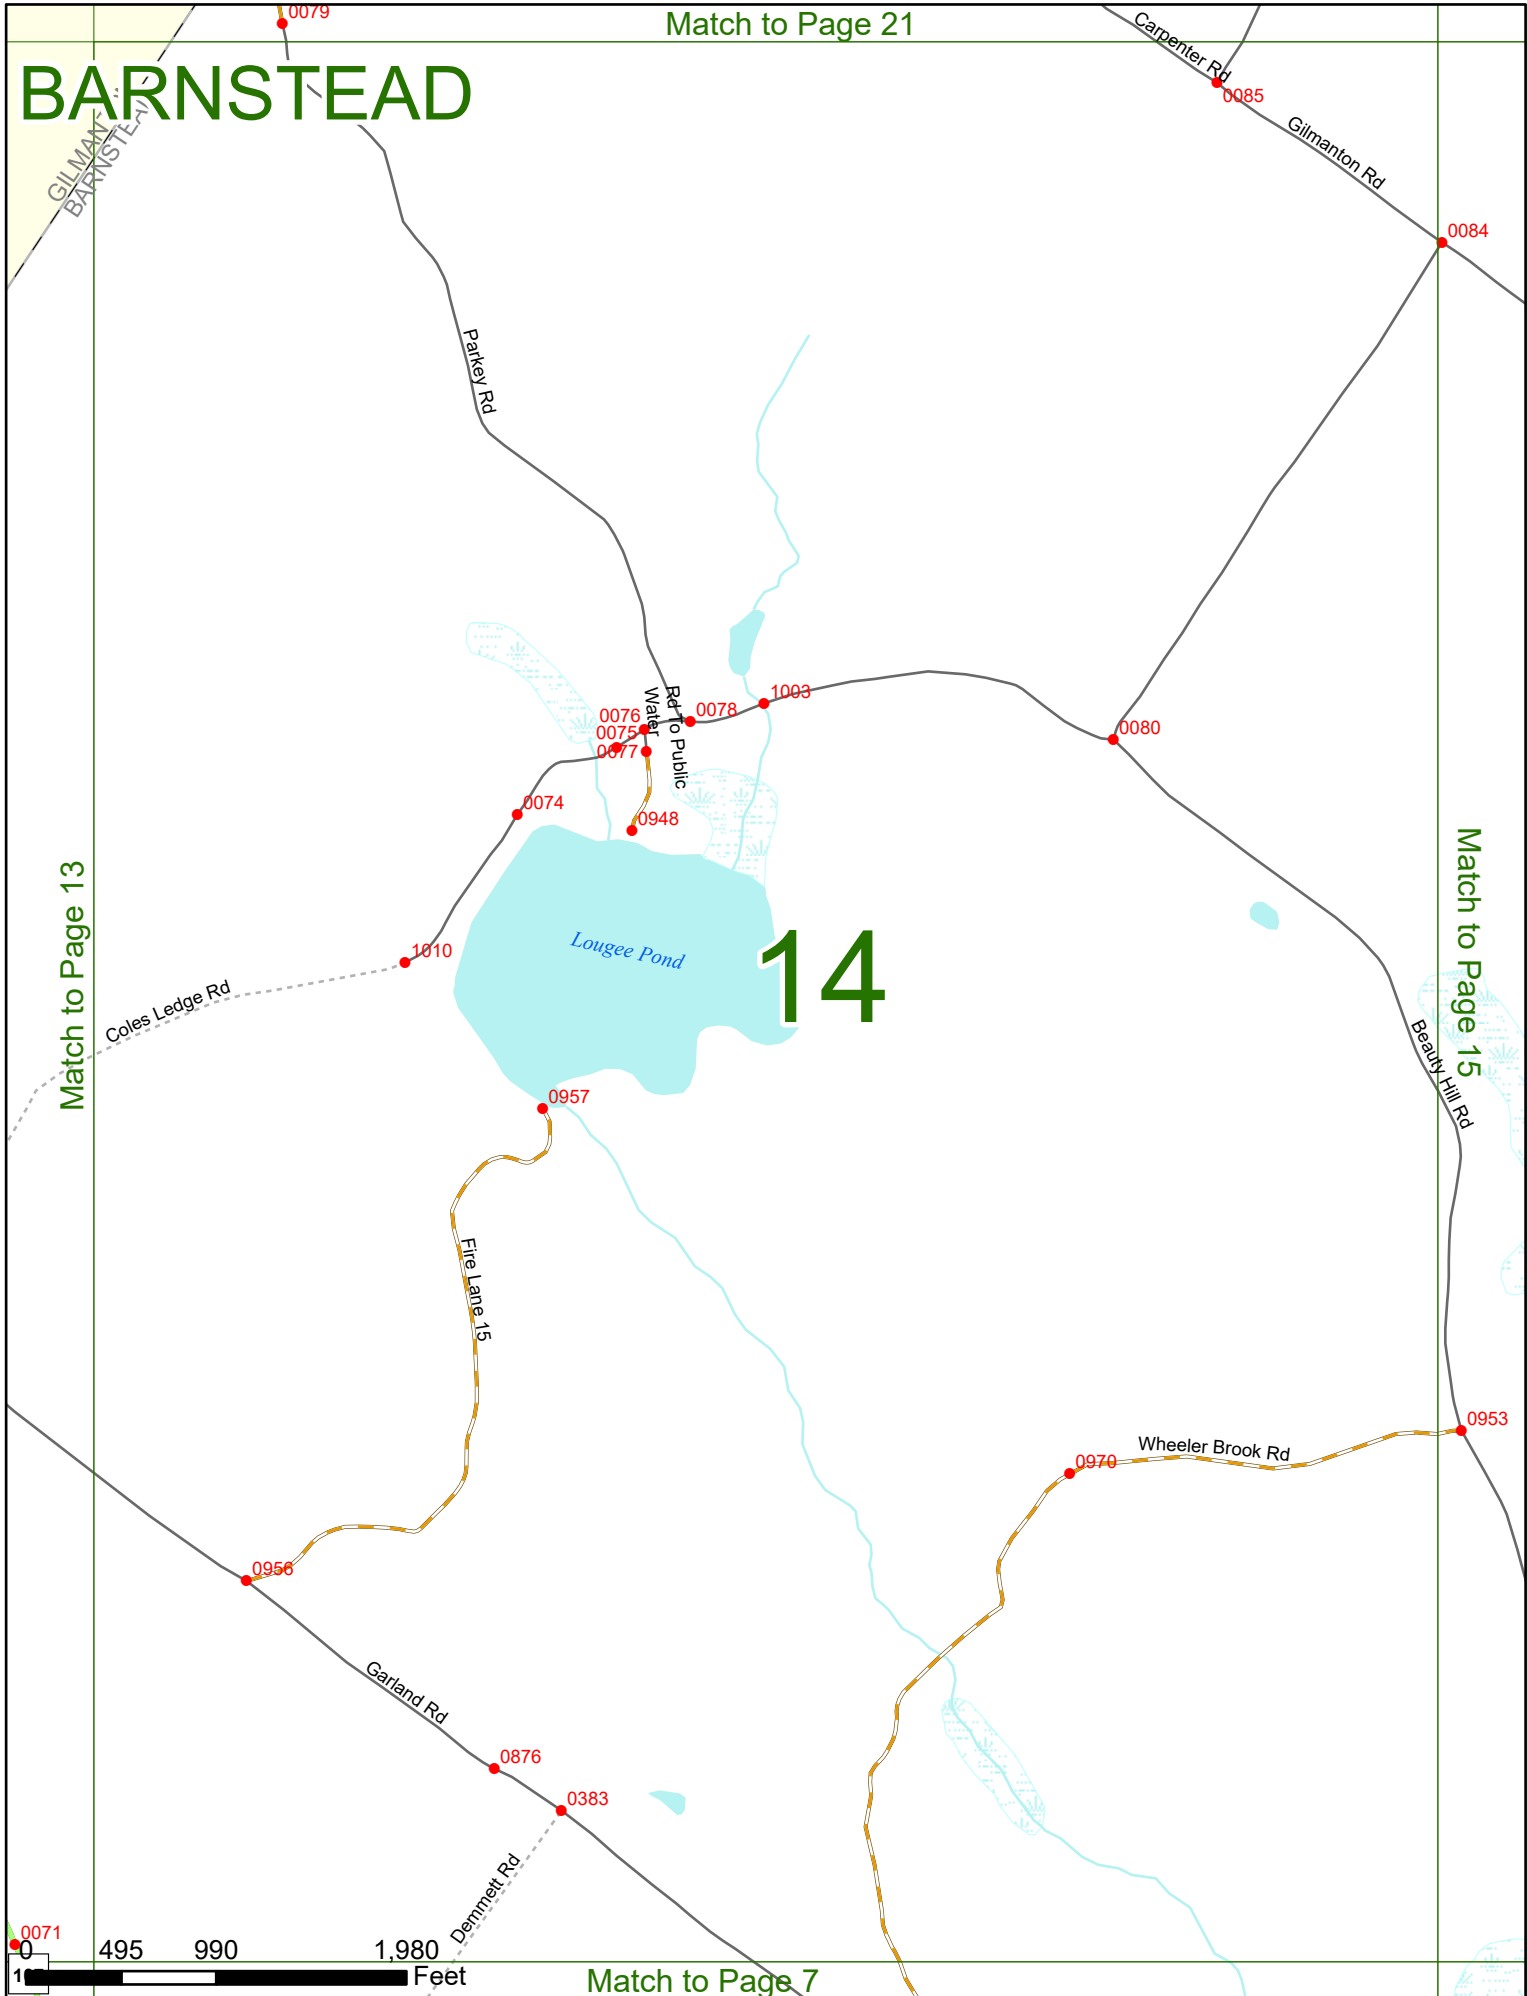 0079
Match to Page 21
Carpenter Rd
0085
BARNSTEAD
GILMAN
BARNSTEA
Gilmanton Rd
0084
Parkey Rd
1003
0076
0078
Water
Rd To Public
0075
0077
0080
0074
0948
Match to Page 13
Match to Page 15
14
Lougee Pond
1010
Coles Ledge Rd
Beauty Hill Rd
0957
Fire Lane 15
0953
Wheeler Brook Rd
0970
0956
Garland Rd
0876
0383
Demmett Rd
0071
0 495 990 1,980
Feet
Match to Page 7